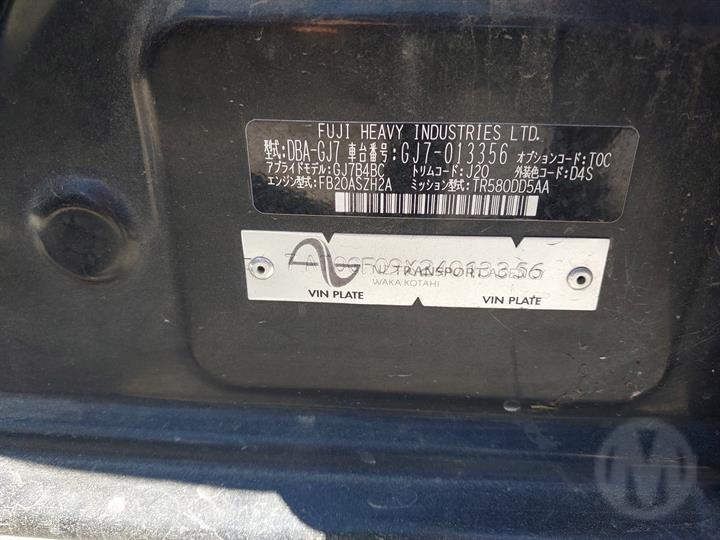 FUJI HEAVY INDUSTRIES LTD.
型式:DBA-GJ7 車台番号:GJ7-013356 オプションコード:TOC
アプライドモデル:GJ7B4BC トリムコード:J20 外装色コード:D4S
エンジン型式:FB20ASZH2A ミッション型式:TR580DD5AA
NZ TRANSPORT AGENCY
WAKA KOTAHI
VIN PLATE VIN PLATE
M